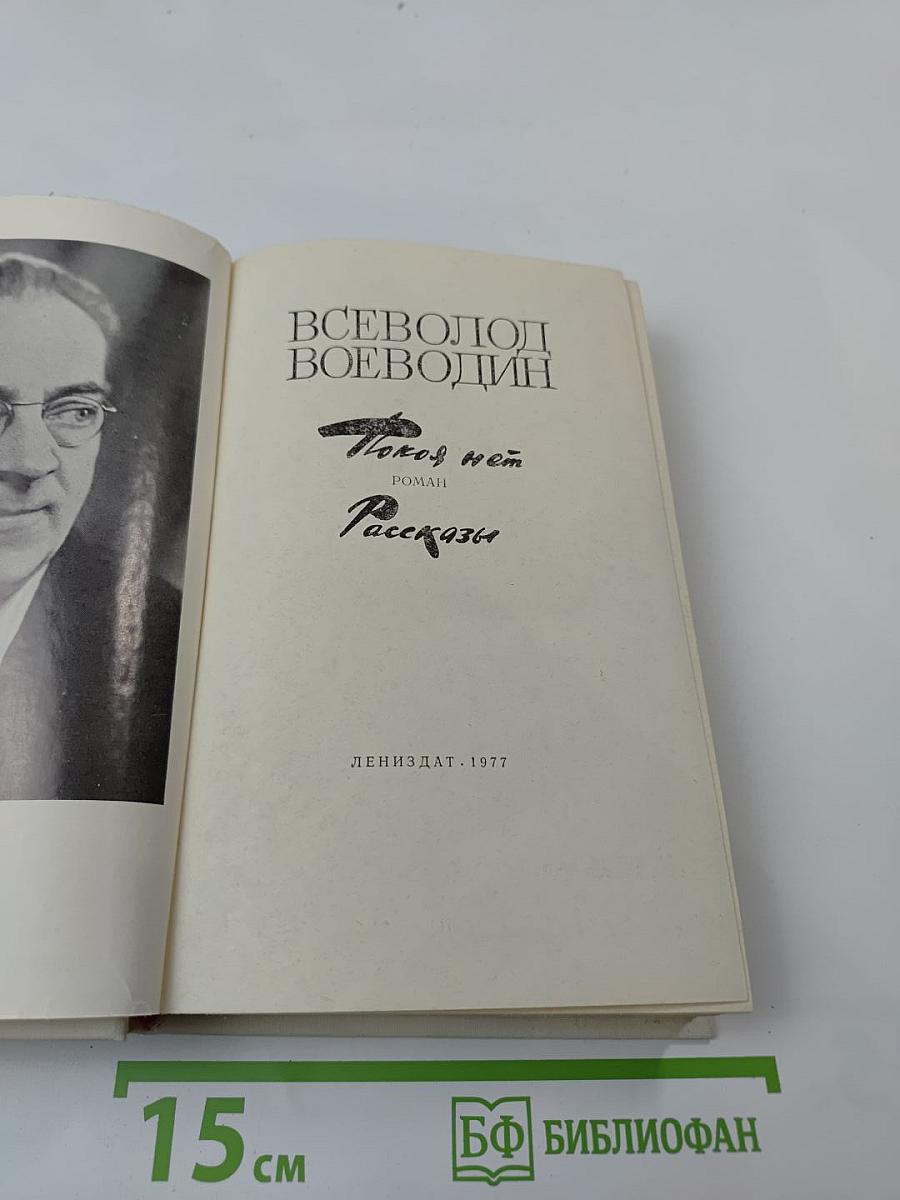 ВСЕВОЛОД
ВОЕВОДИН
Покоя нет
РОМАН
Рассказы
ЛЕНИЗДАТ · 1977
15 см
БФ БИБЛИОФАН